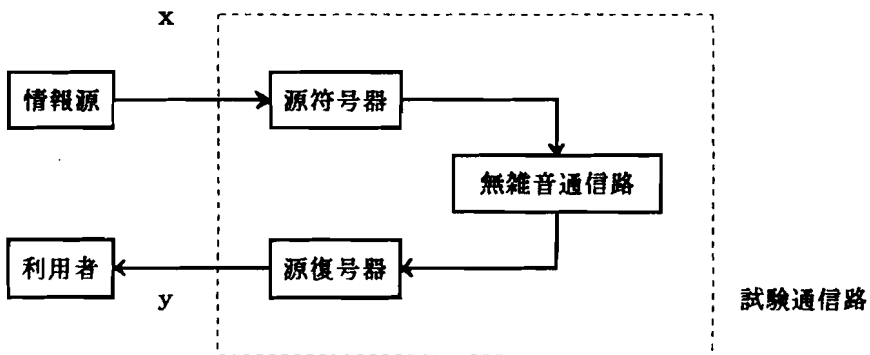 x
情報源
源符号器
無雑音通信路
利用者
源復号器
y
試験通信路